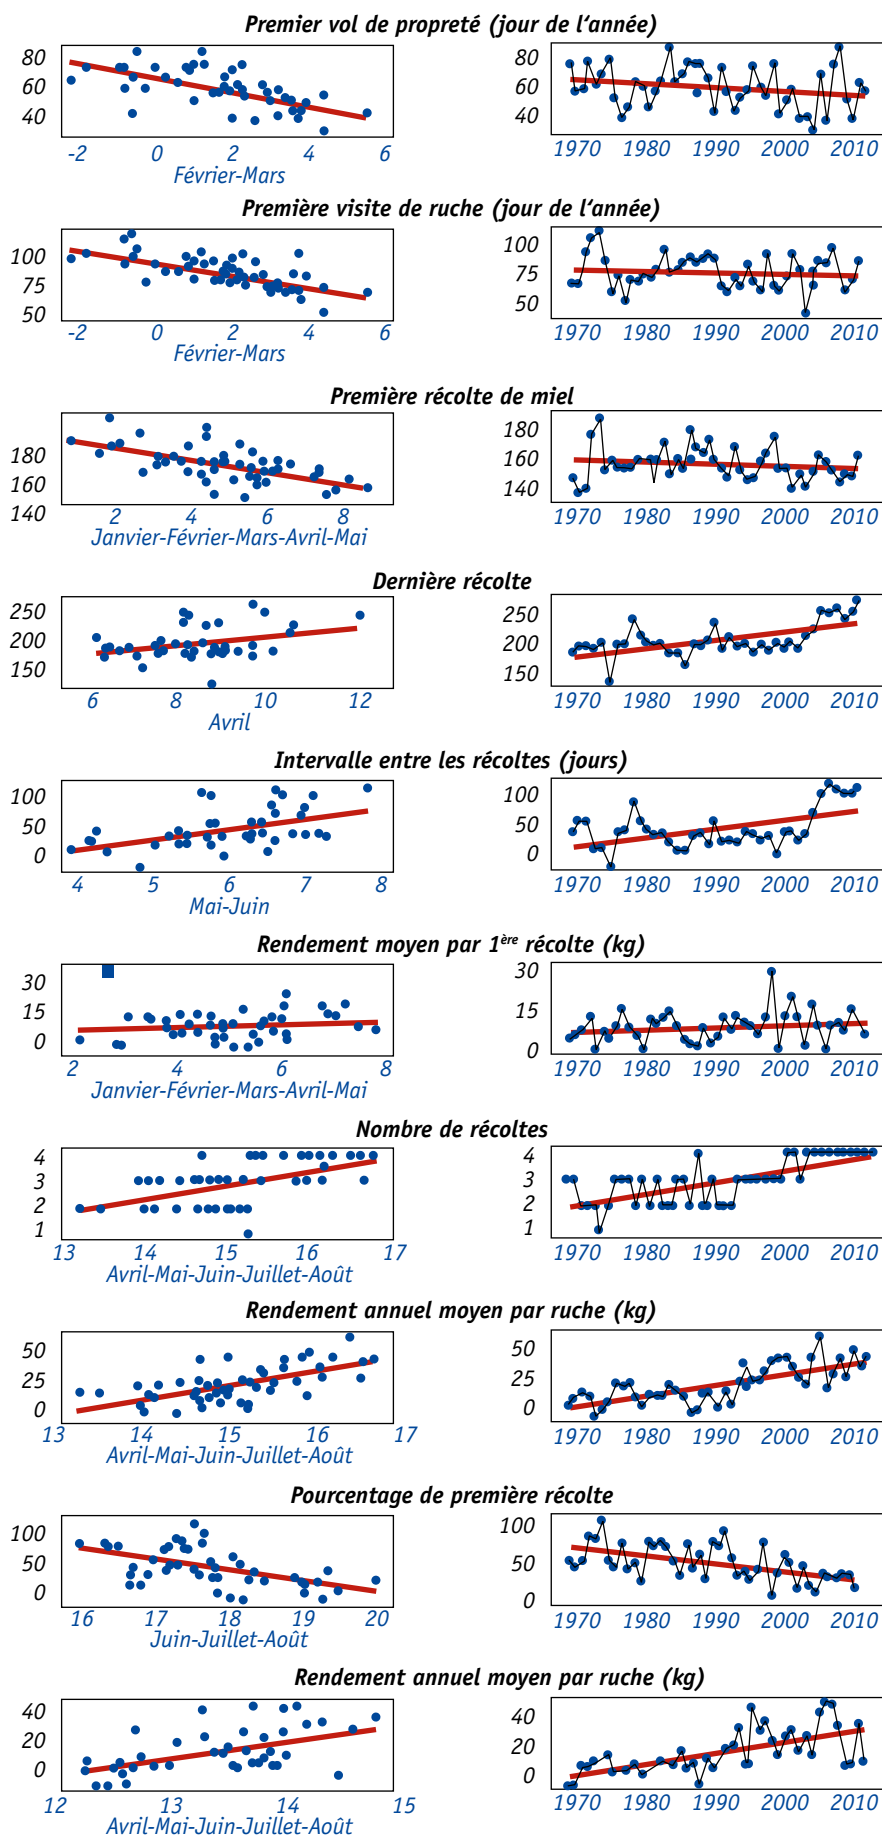 Premier vol de propreté (jour de l'année)
80
60
40
-2 0 2 4 6
Février-Mars
80
60
40
1970 1980 1990 2000 2010
Première visite de ruche (jour de l'année)
100
75
50
-2 0 2 4 6
Février-Mars
100
75
50
1970 1980 1990 2000 2010
Première récolte de miel
180
160
140
2 4 6 8
Janvier-Février-Mars-Avril-Mai
180
160
140
1970 1980 1990 2000 2010
Dernière récolte
250
200
150
6 8 10 12
Avril
250
200
150
1970 1980 1990 2000 2010
Intervalle entre les récoltes (jours)
100
50
0
4 5 6 7 8
Mai-Juin
100
50
0
1970 1980 1990 2000 2010
Rendement moyen par 1ère récolte (kg)
30
15
0
2 4 6 8
Janvier-Février-Mars-Avril-Mai
30
15
0
1970 1980 1990 2000 2010
Nombre de récoltes
4
3
2
1
13 14 15 16 17
Avril-Mai-Juin-Juillet-Août
4
3
2
1
1970 1980 1990 2000 2010
Rendement annuel moyen par ruche (kg)
50
25
0
13 14 15 16 17
Avril-Mai-Juin-Juillet-Août
50
25
0
1970 1980 1990 2000 2010
Pourcentage de première récolte
100
50
0
16 17 18 19 20
Juin-Juillet-Août
100
50
0
1970 1980 1990 2000 2010
Rendement annuel moyen par ruche (kg)
40
20
0
12 13 14 15
Avril-Mai-Juin-Juillet-Août
40
20
0
1970 1980 1990 2000 2010